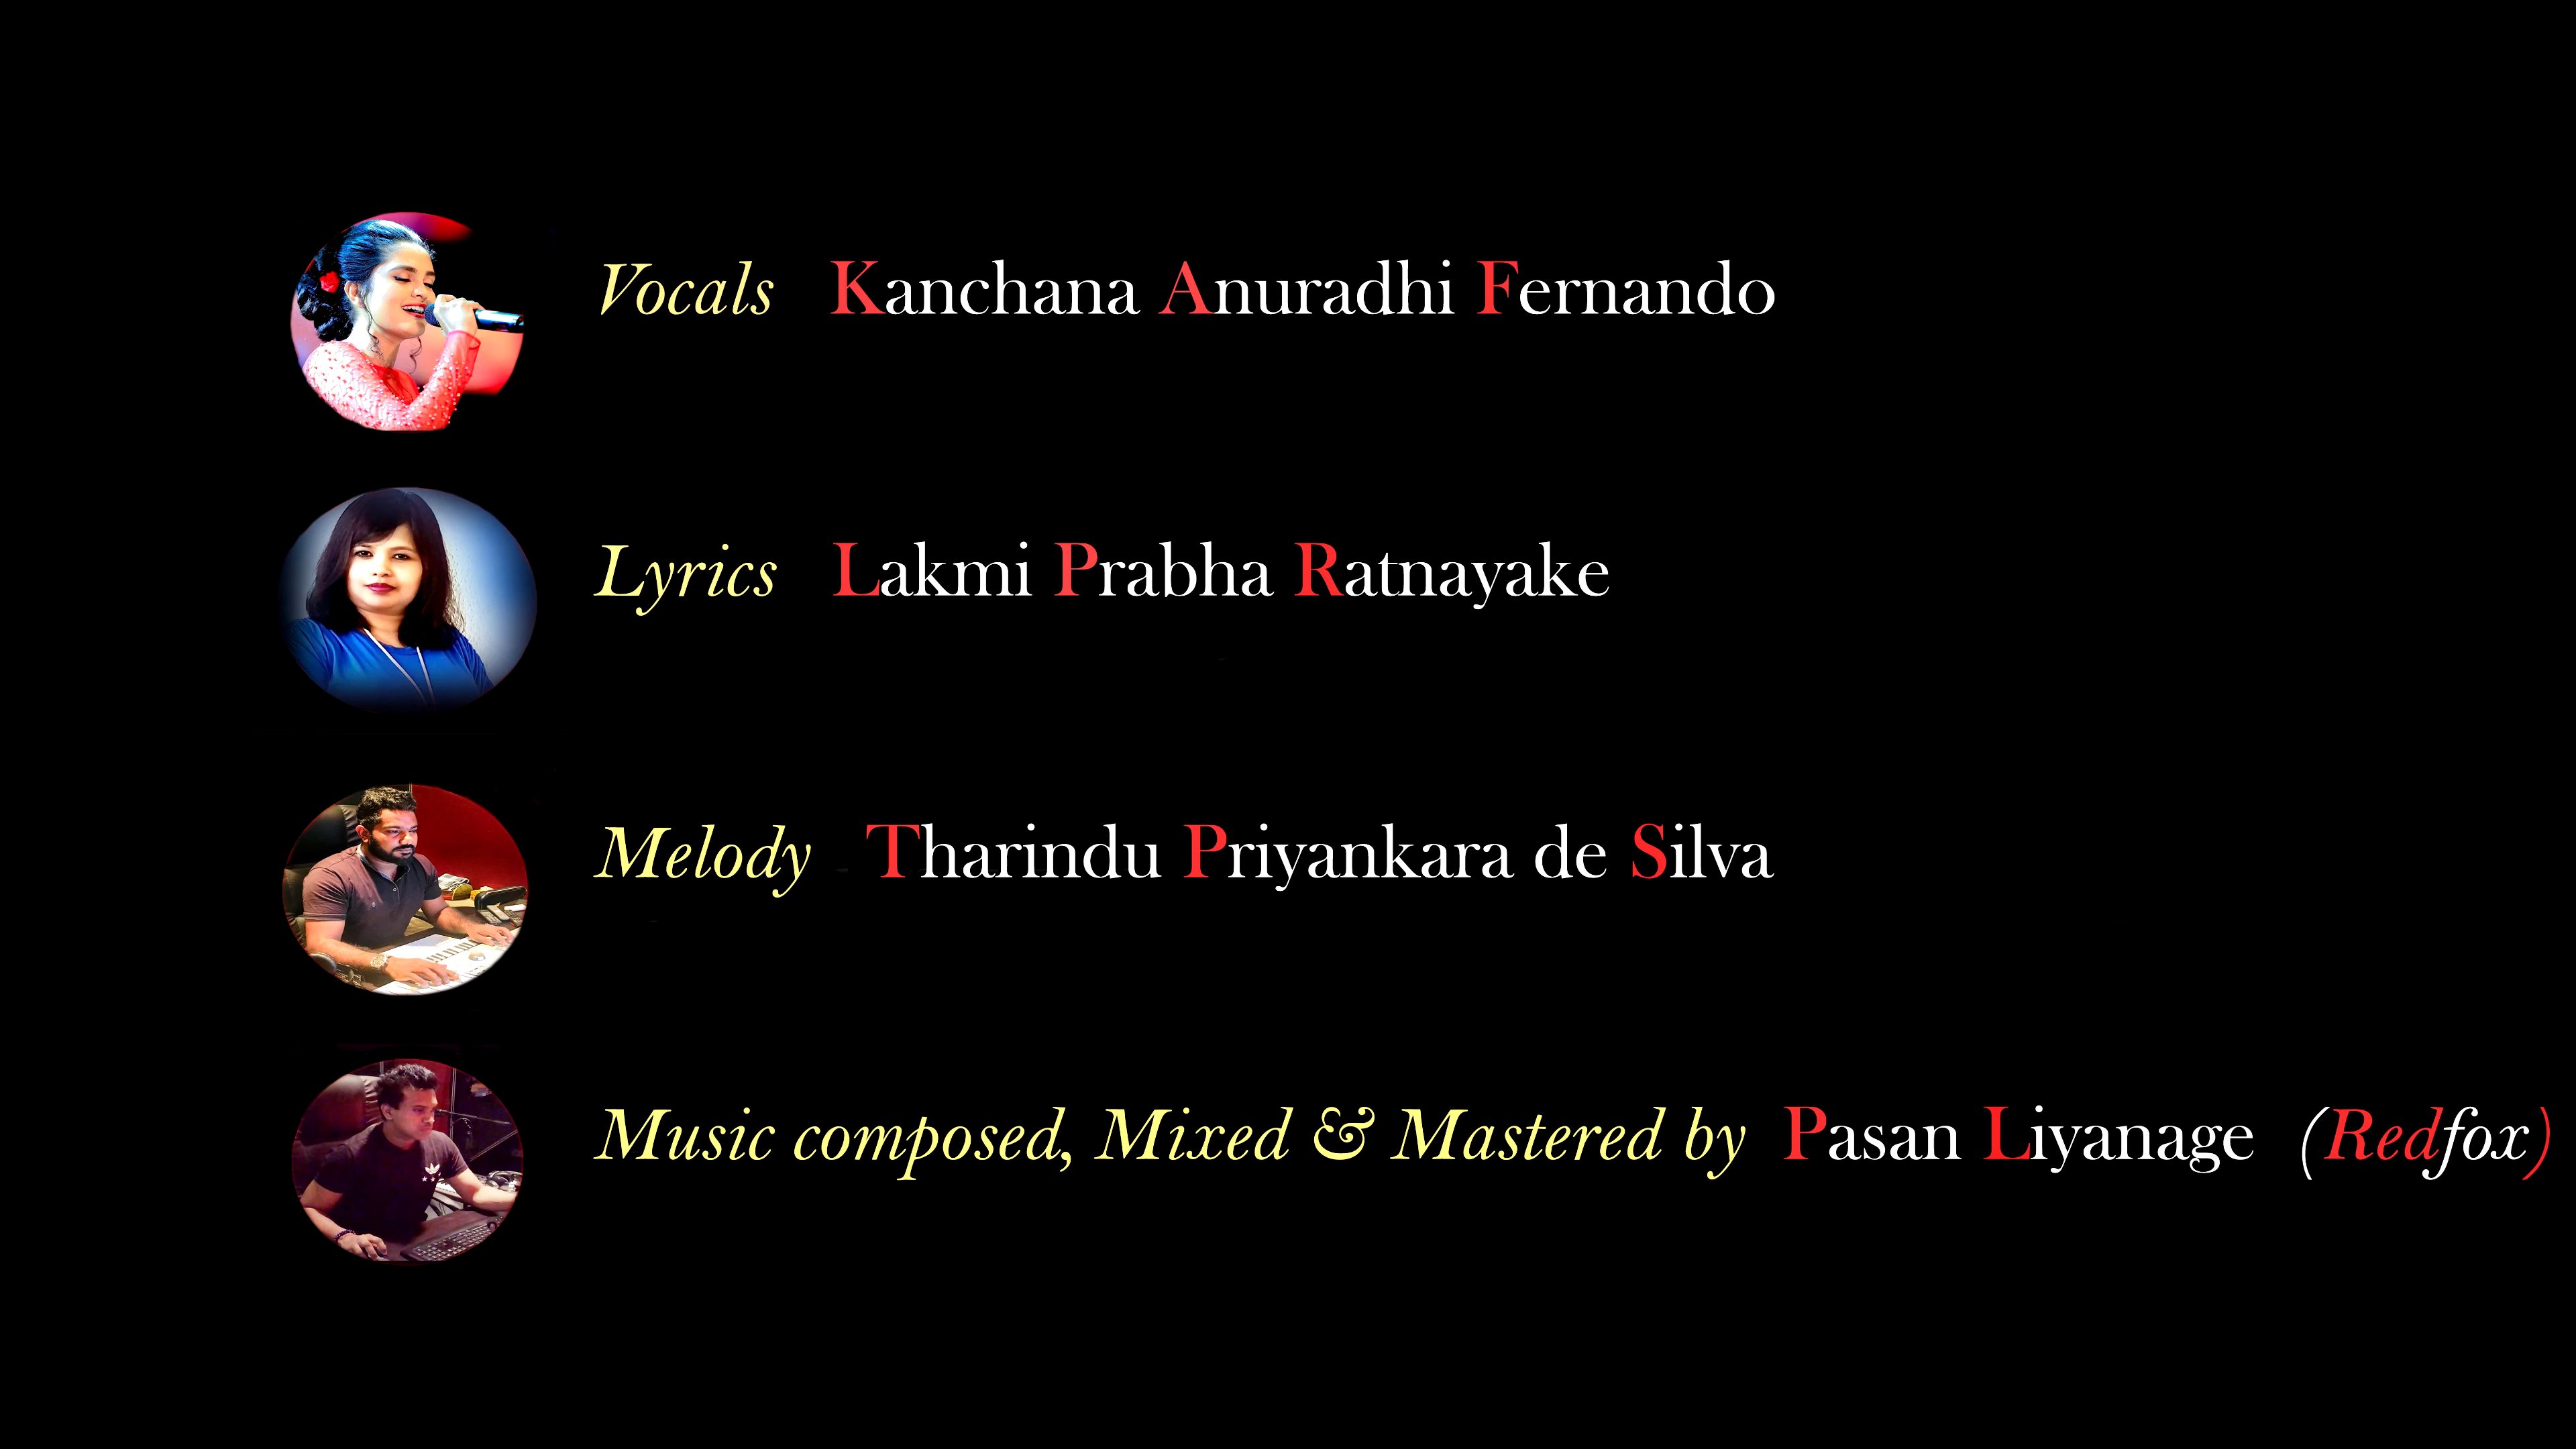 Vocals Kanchana Anuradhi Fernando
Lyrics Lakmi Prabha Ratnayake
Melody Tharindu Priyankara de Silva
Music composed, Mixed & Mastered by Pasan Liyanage (Redfox)